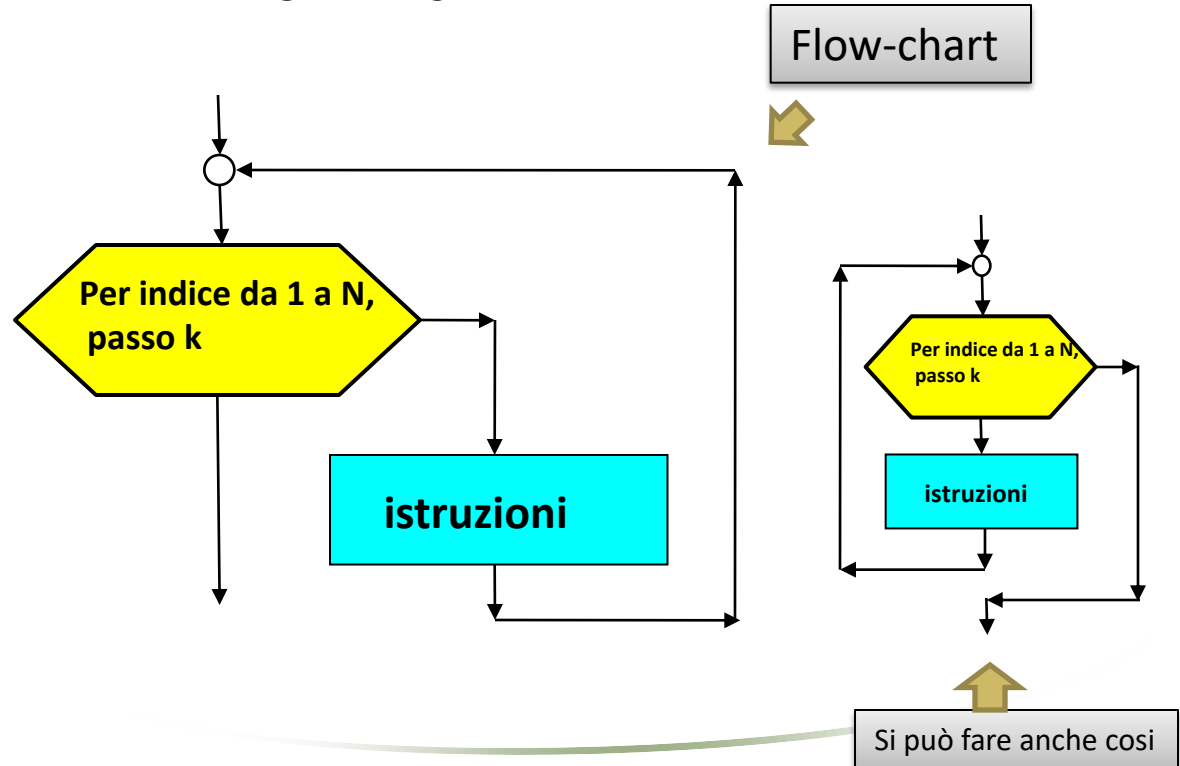 Flow-chart
Per indice da 1 a N,
passo k
istruzioni
Per indice da 1 a N,
passo k
istruzioni
Si può fare anche cosi